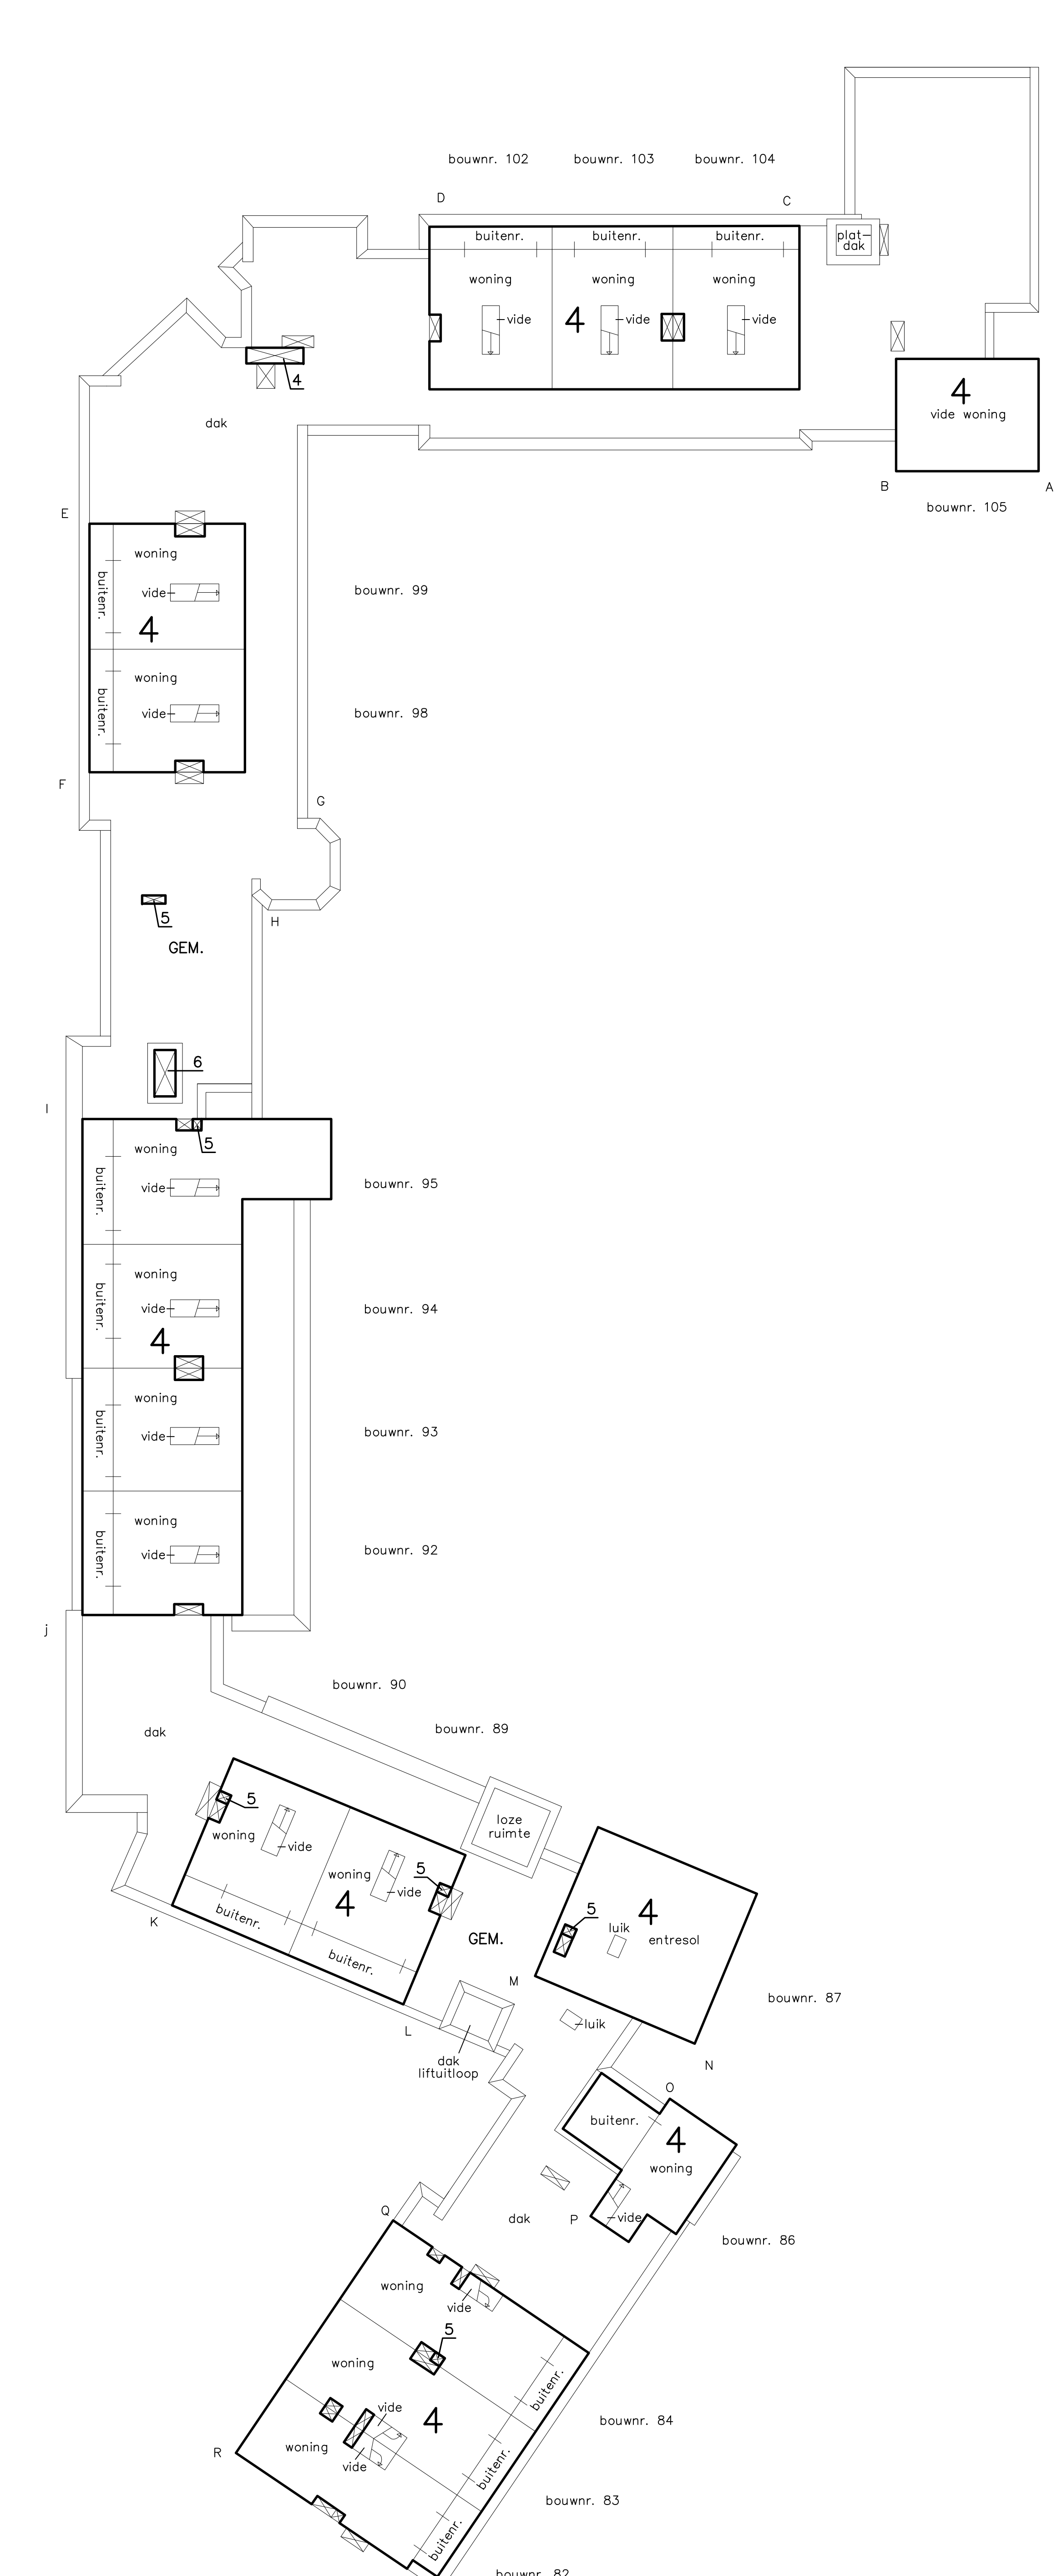 bouwnr. 102 bouwnr. 103 bouwnr. 104
D
C
buitenr. buitenr. buitenr.
plat-
dak
woning woning woning
vide 4 vide vide
4
4
vide woning
dak
B A
bouwnr. 105
E
woning
buitenr. vide bouwnr. 99
4
woning
buitenr. vide bouwnr. 98
F
G
5
H
GEM.
6
I
5
woning
buitenr. vide bouwnr. 95
woning
buitenr. vide bouwnr. 94
4
woning
buitenr. vide bouwnr. 93
woning
buitenr. vide bouwnr. 92
j
bouwnr. 90
dak
bouwnr. 89
5
loze
ruimte
woning
vide
woning
5
vide
4
buitenr.
K
buitenr.
GEM.
5
4
luik
entresol
M
bouwnr. 87
L
luik
dak
liftuitloop
N
O
buitenr.
4
woning
Q
dak
P
vide
bouwnr. 86
woning
vide
5
woning
buitenr.
vide
4
bouwnr. 84
R
woning
vide
buitenr.
bouwnr. 83
buitenr.
bouwnr. 82